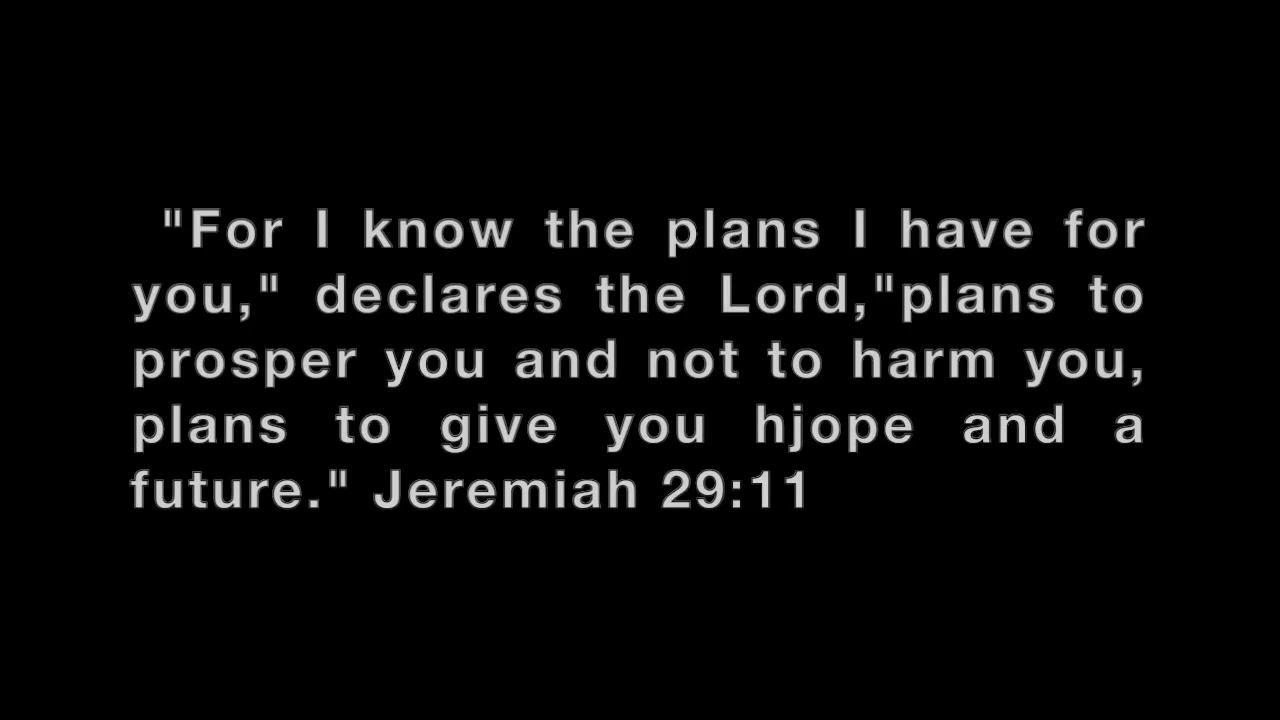 "For I know the plans I have for
you," declares the Lord,"plans to
prosper you and not to harm you,
plans to give you hjope and a
future." Jeremiah 29:11